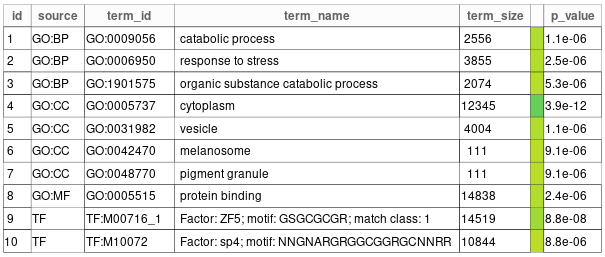 id source term_id term_name term_size p_value
1 GO:BP GO:0009056 catabolic process 2556 1.1e-06
2 GO:BP GO:0006950 response to stress 3855 2.5e-06
3 GO:BP GO:1901575 organic substance catabolic process 2074 5.3e-06
4 GO:CC GO:0005737 cytoplasm 12345 3.9e-12
5 GO:CC GO:0031982 vesicle 4004 1.1e-06
6 GO:CC GO:0042470 melanosome 111 9.1e-06
7 GO:CC GO:0048770 pigment granule 111 9.1e-06
8 GO:MF GO:0005515 protein binding 14838 2.4e-06
9 TF TF:M00716_1 Factor: ZF5; motif: GSGCGCGR; match class: 1 14519 8.8e-08
10 TF TF:M10072 Factor: sp4; motif: NNGNARGRGGCGGRGCNNRR 10844 8.8e-06